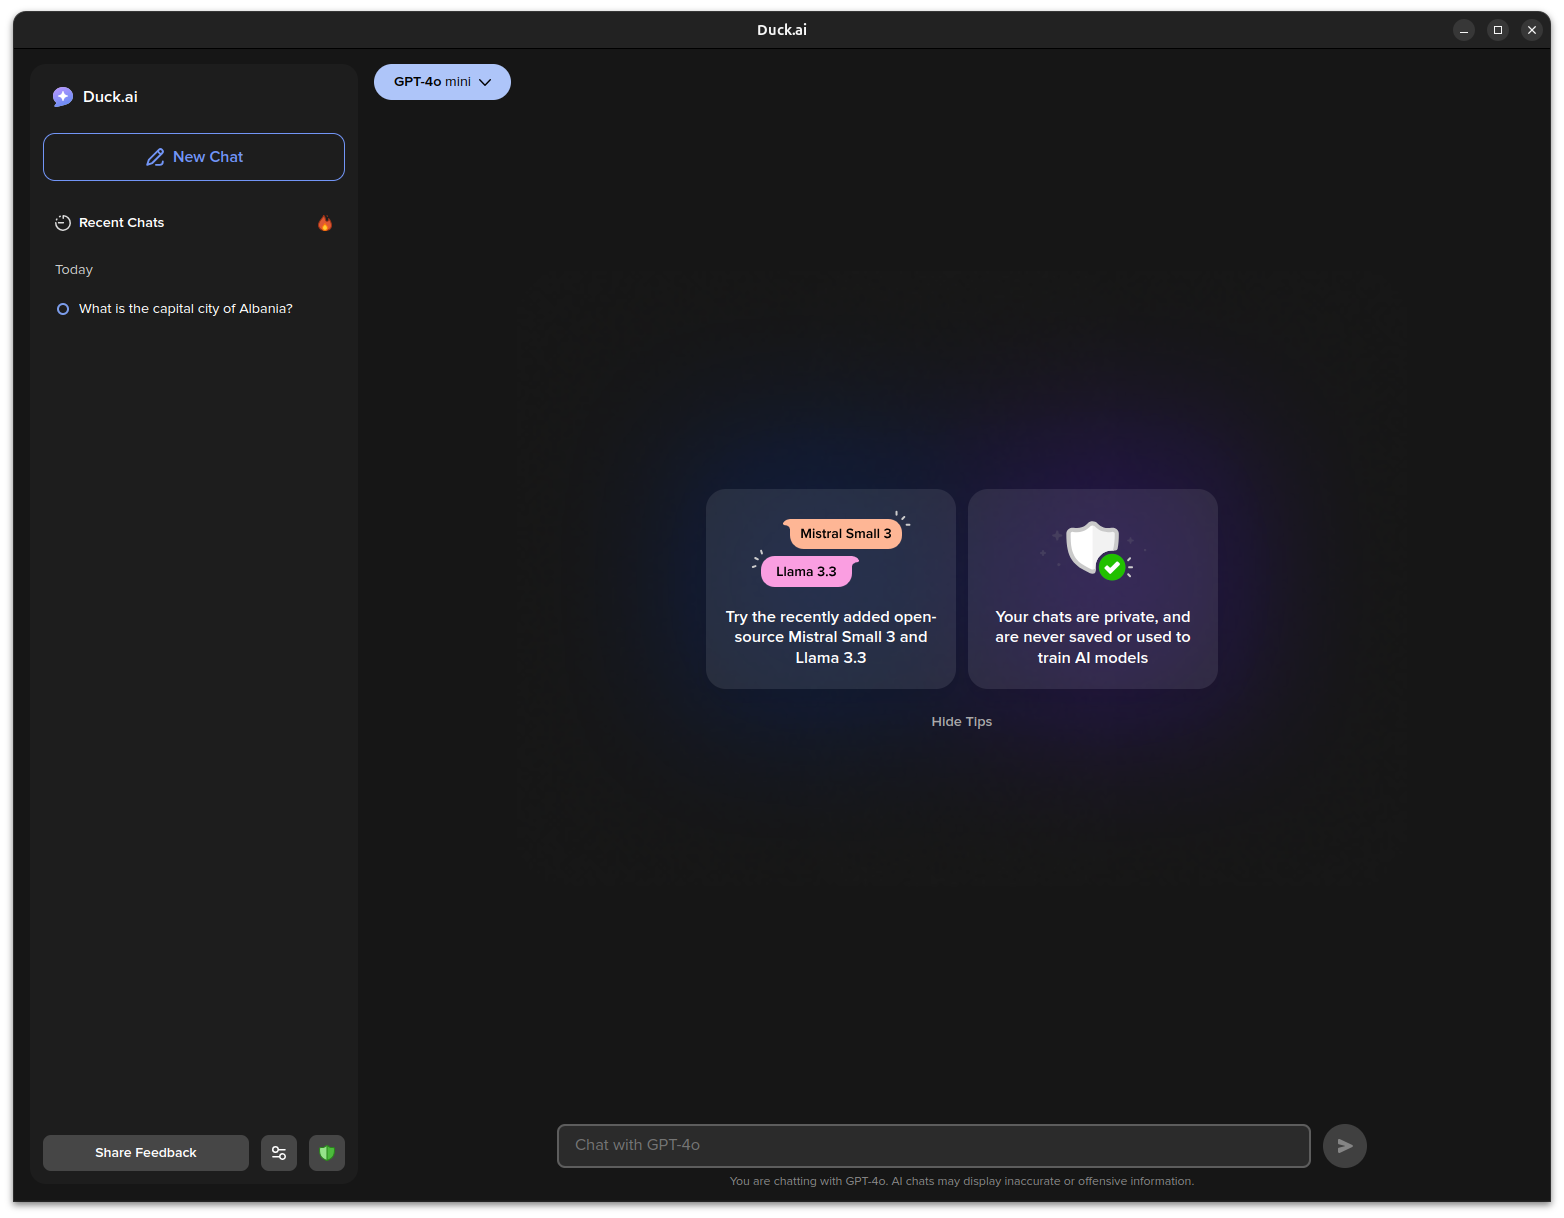 Duck.ai
Duck.ai
New Chat
Recent Chats
Today
What is the capital city of Albania?
Share Feedback
GPT-4o mini
Mistral Small 3
Llama 3.3
Try the recently added open-
source Mistral Small 3 and
Llama 3.3
Your chats are private, and
are never saved or used to
train AI models
Hide Tips
Chat with GPT-4o
You are chatting with GPT-4o. AI chats may display inaccurate or offensive information.